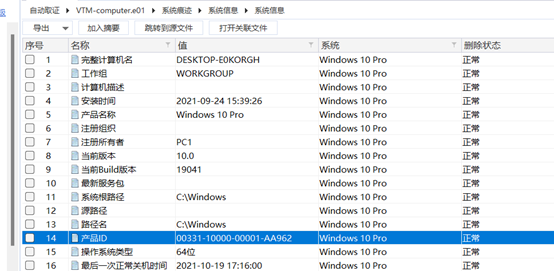 自动取证 › VTM-computer.e01 › 系统痕迹 › 系统信息 › 系统信息
导出 加入摘要 跳转到源文件 打开关联文件
序号 名称 值 系统 删除状态
1 完整计算机名 DESKTOP-E0KORGH Windows 10 Pro 正常
2 工作组 WORKGROUP Windows 10 Pro 正常
3 计算机描述 Windows 10 Pro 正常
4 安装时间 2021-09-24 15:39:26 Windows 10 Pro 正常
5 产品名称 Windows 10 Pro Windows 10 Pro 正常
6 注册组织 Windows 10 Pro 正常
7 注册所有者 PC1 Windows 10 Pro 正常
8 当前版本 10.0 Windows 10 Pro 正常
9 当前Build版本 19041 Windows 10 Pro 正常
10 最新服务包 Windows 10 Pro 正常
11 系统根路径 C:\Windows Windows 10 Pro 正常
12 源路径 Windows 10 Pro 正常
13 路径名 C:\Windows Windows 10 Pro 正常
14 产品ID 00331-10000-00001-AA962 Windows 10 Pro 正常
15 操作系统类型 64位 Windows 10 Pro 正常
16 最后一次正常关机时间 2021-10-19 17:16:00 Windows 10 Pro 正常